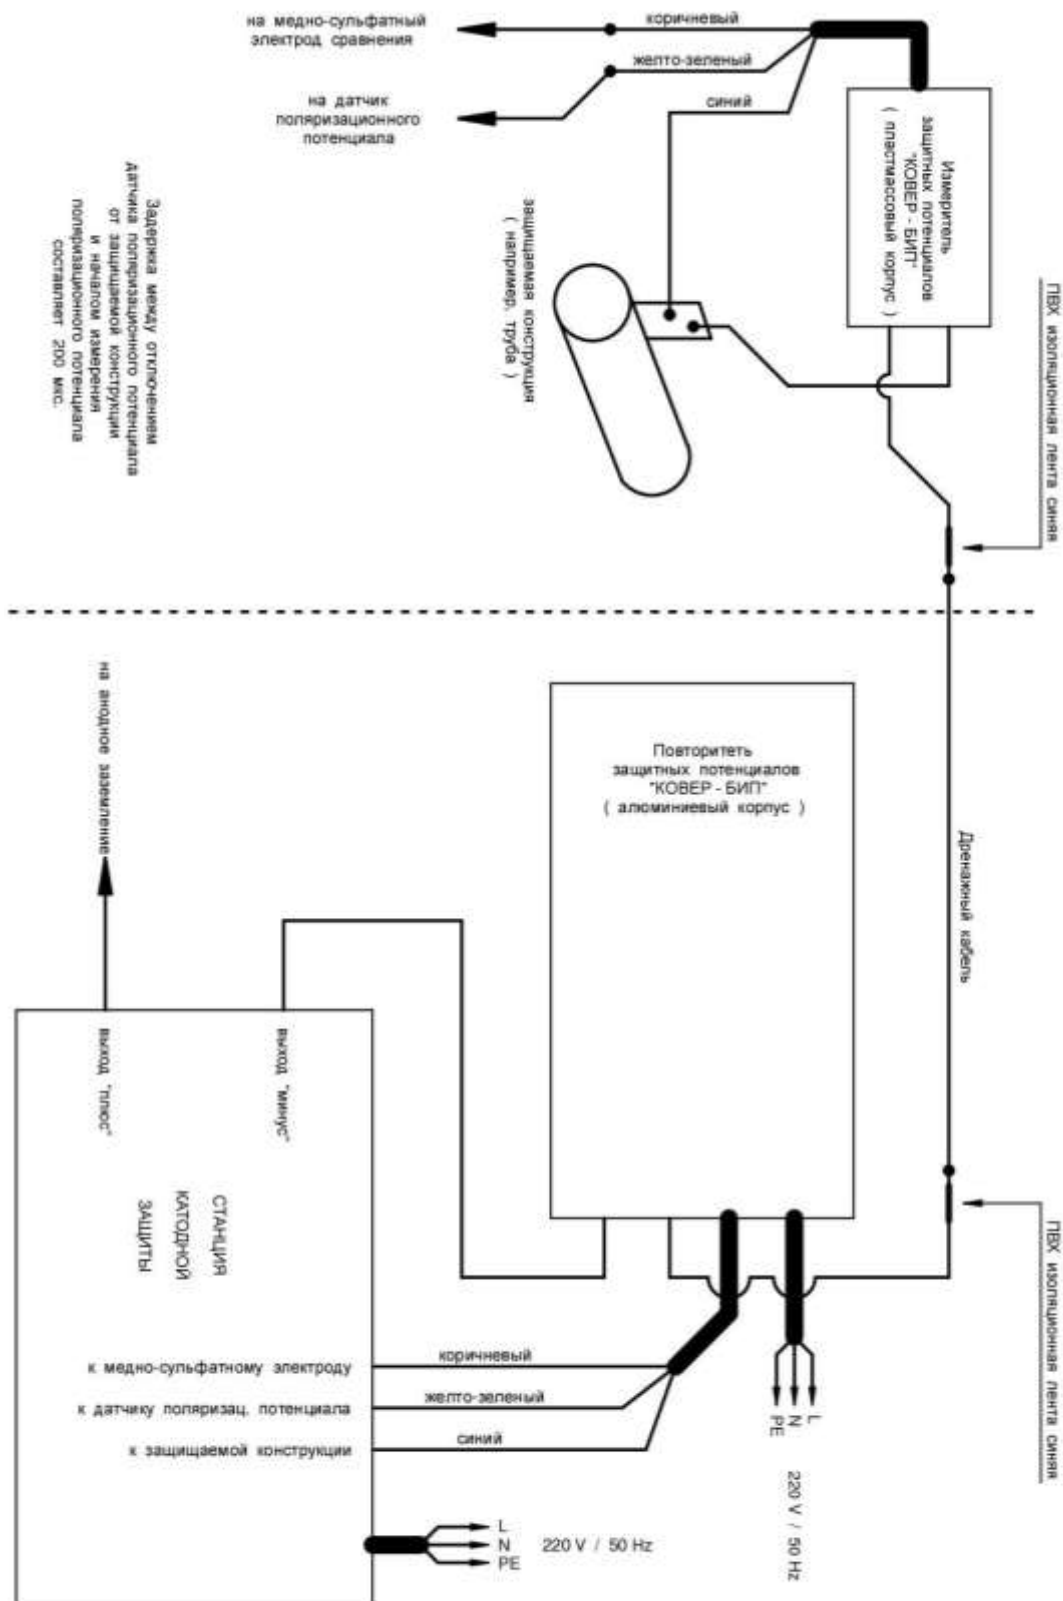 на медно-сульфатный
электрод сравнения
коричневый
желто-зеленый
синий
на датчик
поляризационного
потенциала
Измеритель
защитных потенциалов
"КОВЕР - БИП"
( пластмассовый корпус )
ПВХ изоляционная лента синяя
защищаемая конструкция
( например, труба )
Задержка между отключением
датчика поляризационного потенциала
от защищаемой конструкции
и началом измерения
поляризационного потенциала
составляет 200 мкс.
на анодное заземление
Повторитеть
защитных потенциалов
"КОВЕР - БИП"
( алюминиевый корпус )
Дренажный кабель
ПВХ изоляционная лента синяя
выход "плюс"
выход "минус"
СТАНЦИЯ
КАТОДНОЙ
ЗАЩИТЫ
к медно-сульфатному электроду
к датчику поляризац. потенциала
к защищаемой конструкции
коричневый
желто-зеленый
синий
L
N
PE
220 V / 50 Hz
L
N
PE
220 V / 50 Hz